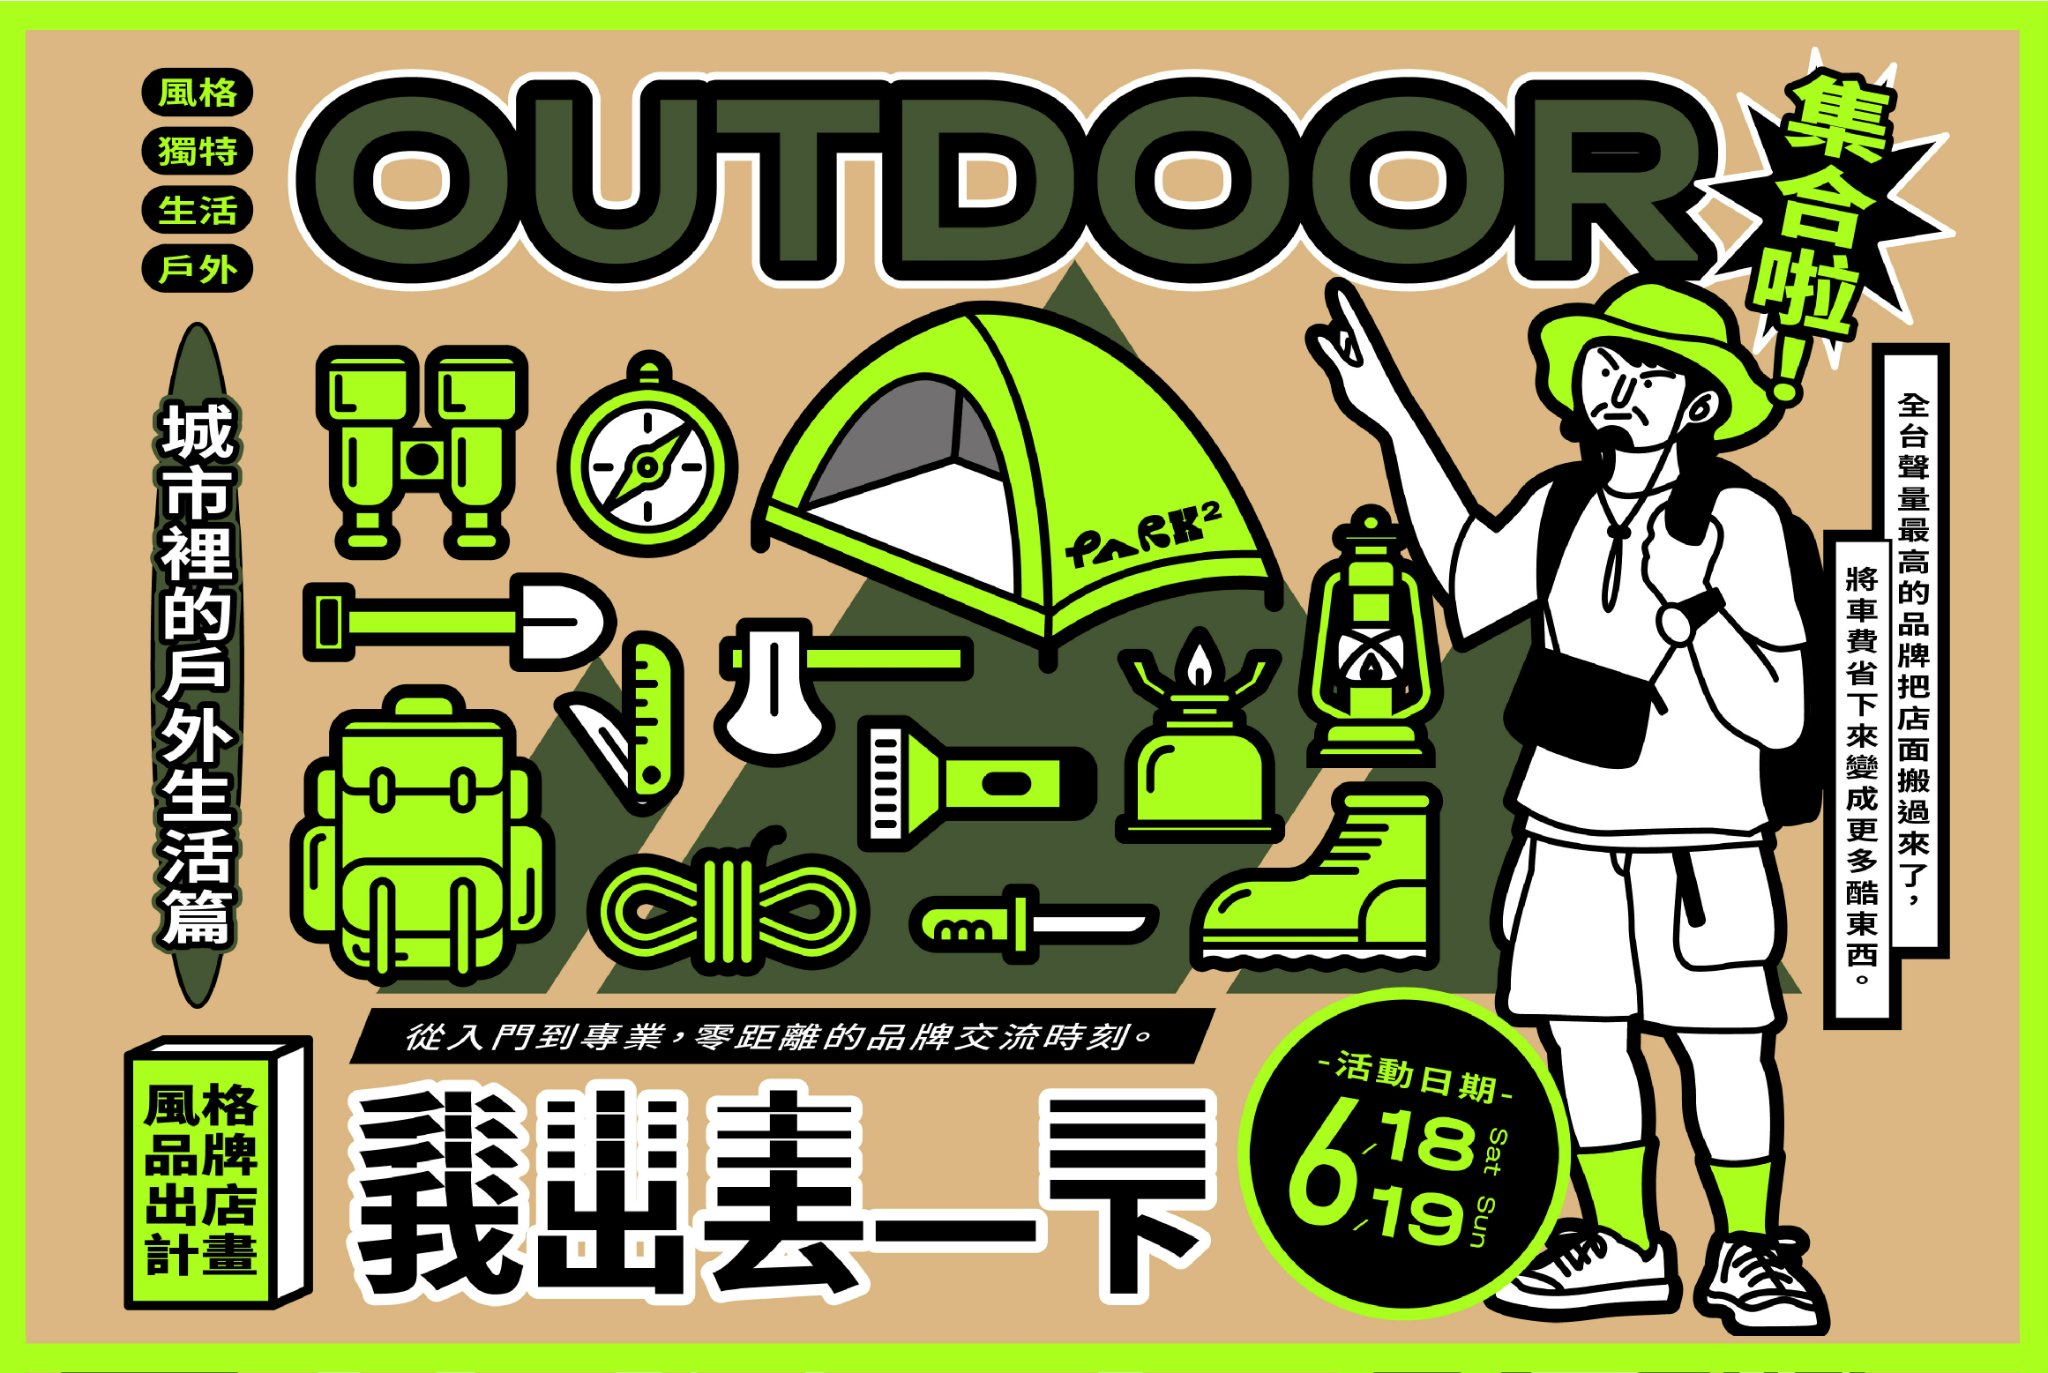 風格
獨特
生活
戶外
OUTDOOR
集合啦!
城市裡的戶外生活篇
PARK2
全台聲量最高的品牌把店面搬過來了,
將車費省下來變成更多酷東西。
從入門到專業,零距離的品牌交流時刻。
風格
品牌
出店
計畫
我出去一下
-活動日期-
6/18 Sat
6/19 Sun